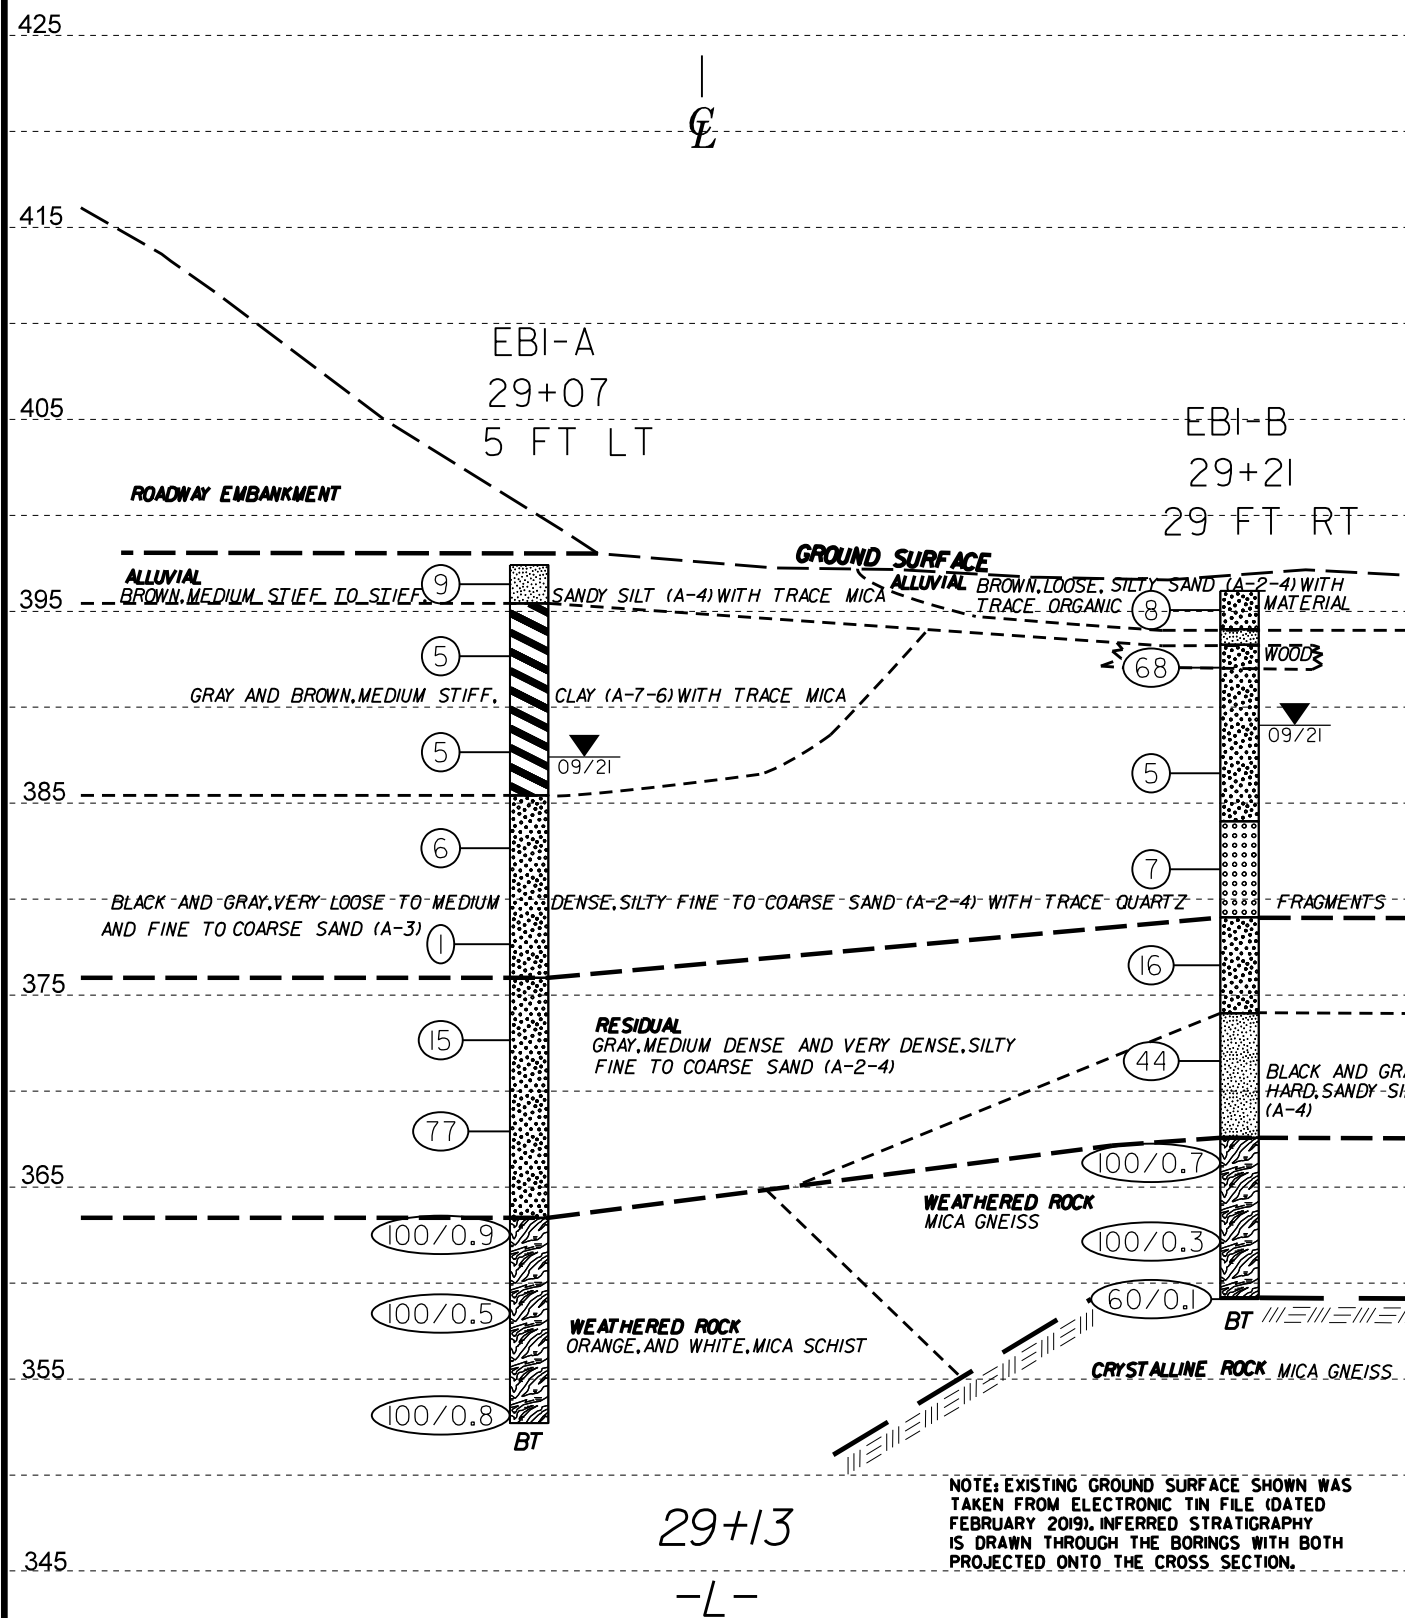 425
℄
415
EBI-A
29+07
405
5 FT LT
EBI-B
29+21
29 FT RT
ROADWAY EMBANKMENT
GROUND SURFACE
ALLUVIAL
BROWN, MEDIUM STIFF TO STIFF, SANDY SILT (A-4) WITH TRACE MICA
9
ALLUVIAL BROWN, LOOSE, SILTY SAND (A-2-4) WITH
TRACE ORGANIC MATERIAL
8
395
5
68
WOOD
GRAY AND BROWN, MEDIUM STIFF, CLAY (A-7-6) WITH TRACE MICA
09/21
5
09/21
5
385
6
7
BLACK AND GRAY, VERY LOOSE TO MEDIUM DENSE, SILTY FINE TO COARSE SAND (A-2-4) WITH TRACE QUARTZ FRAGMENTS
AND FINE TO COARSE SAND (A-3)
1
16
375
RESIDUAL
GRAY, MEDIUM DENSE AND VERY DENSE, SILTY
FINE TO COARSE SAND (A-2-4)
15
44
BLACK AND GR
HARD, SANDY SI
(A-4)
77
365
100/0.7
WEATHERED ROCK
MICA GNEISS
100/0.9
100/0.3
100/0.5
60/0.1
BT
WEATHERED ROCK
ORANGE, AND WHITE, MICA SCHIST
355
CRYSTALLINE ROCK MICA GNEISS
100/0.8
BT
NOTE: EXISTING GROUND SURFACE SHOWN WAS
TAKEN FROM ELECTRONIC TIN FILE (DATED
FEBRUARY 2019). INFERRED STRATIGRAPHY
IS DRAWN THROUGH THE BORINGS WITH BOTH
PROJECTED ONTO THE CROSS SECTION.
29+13
345
-L-